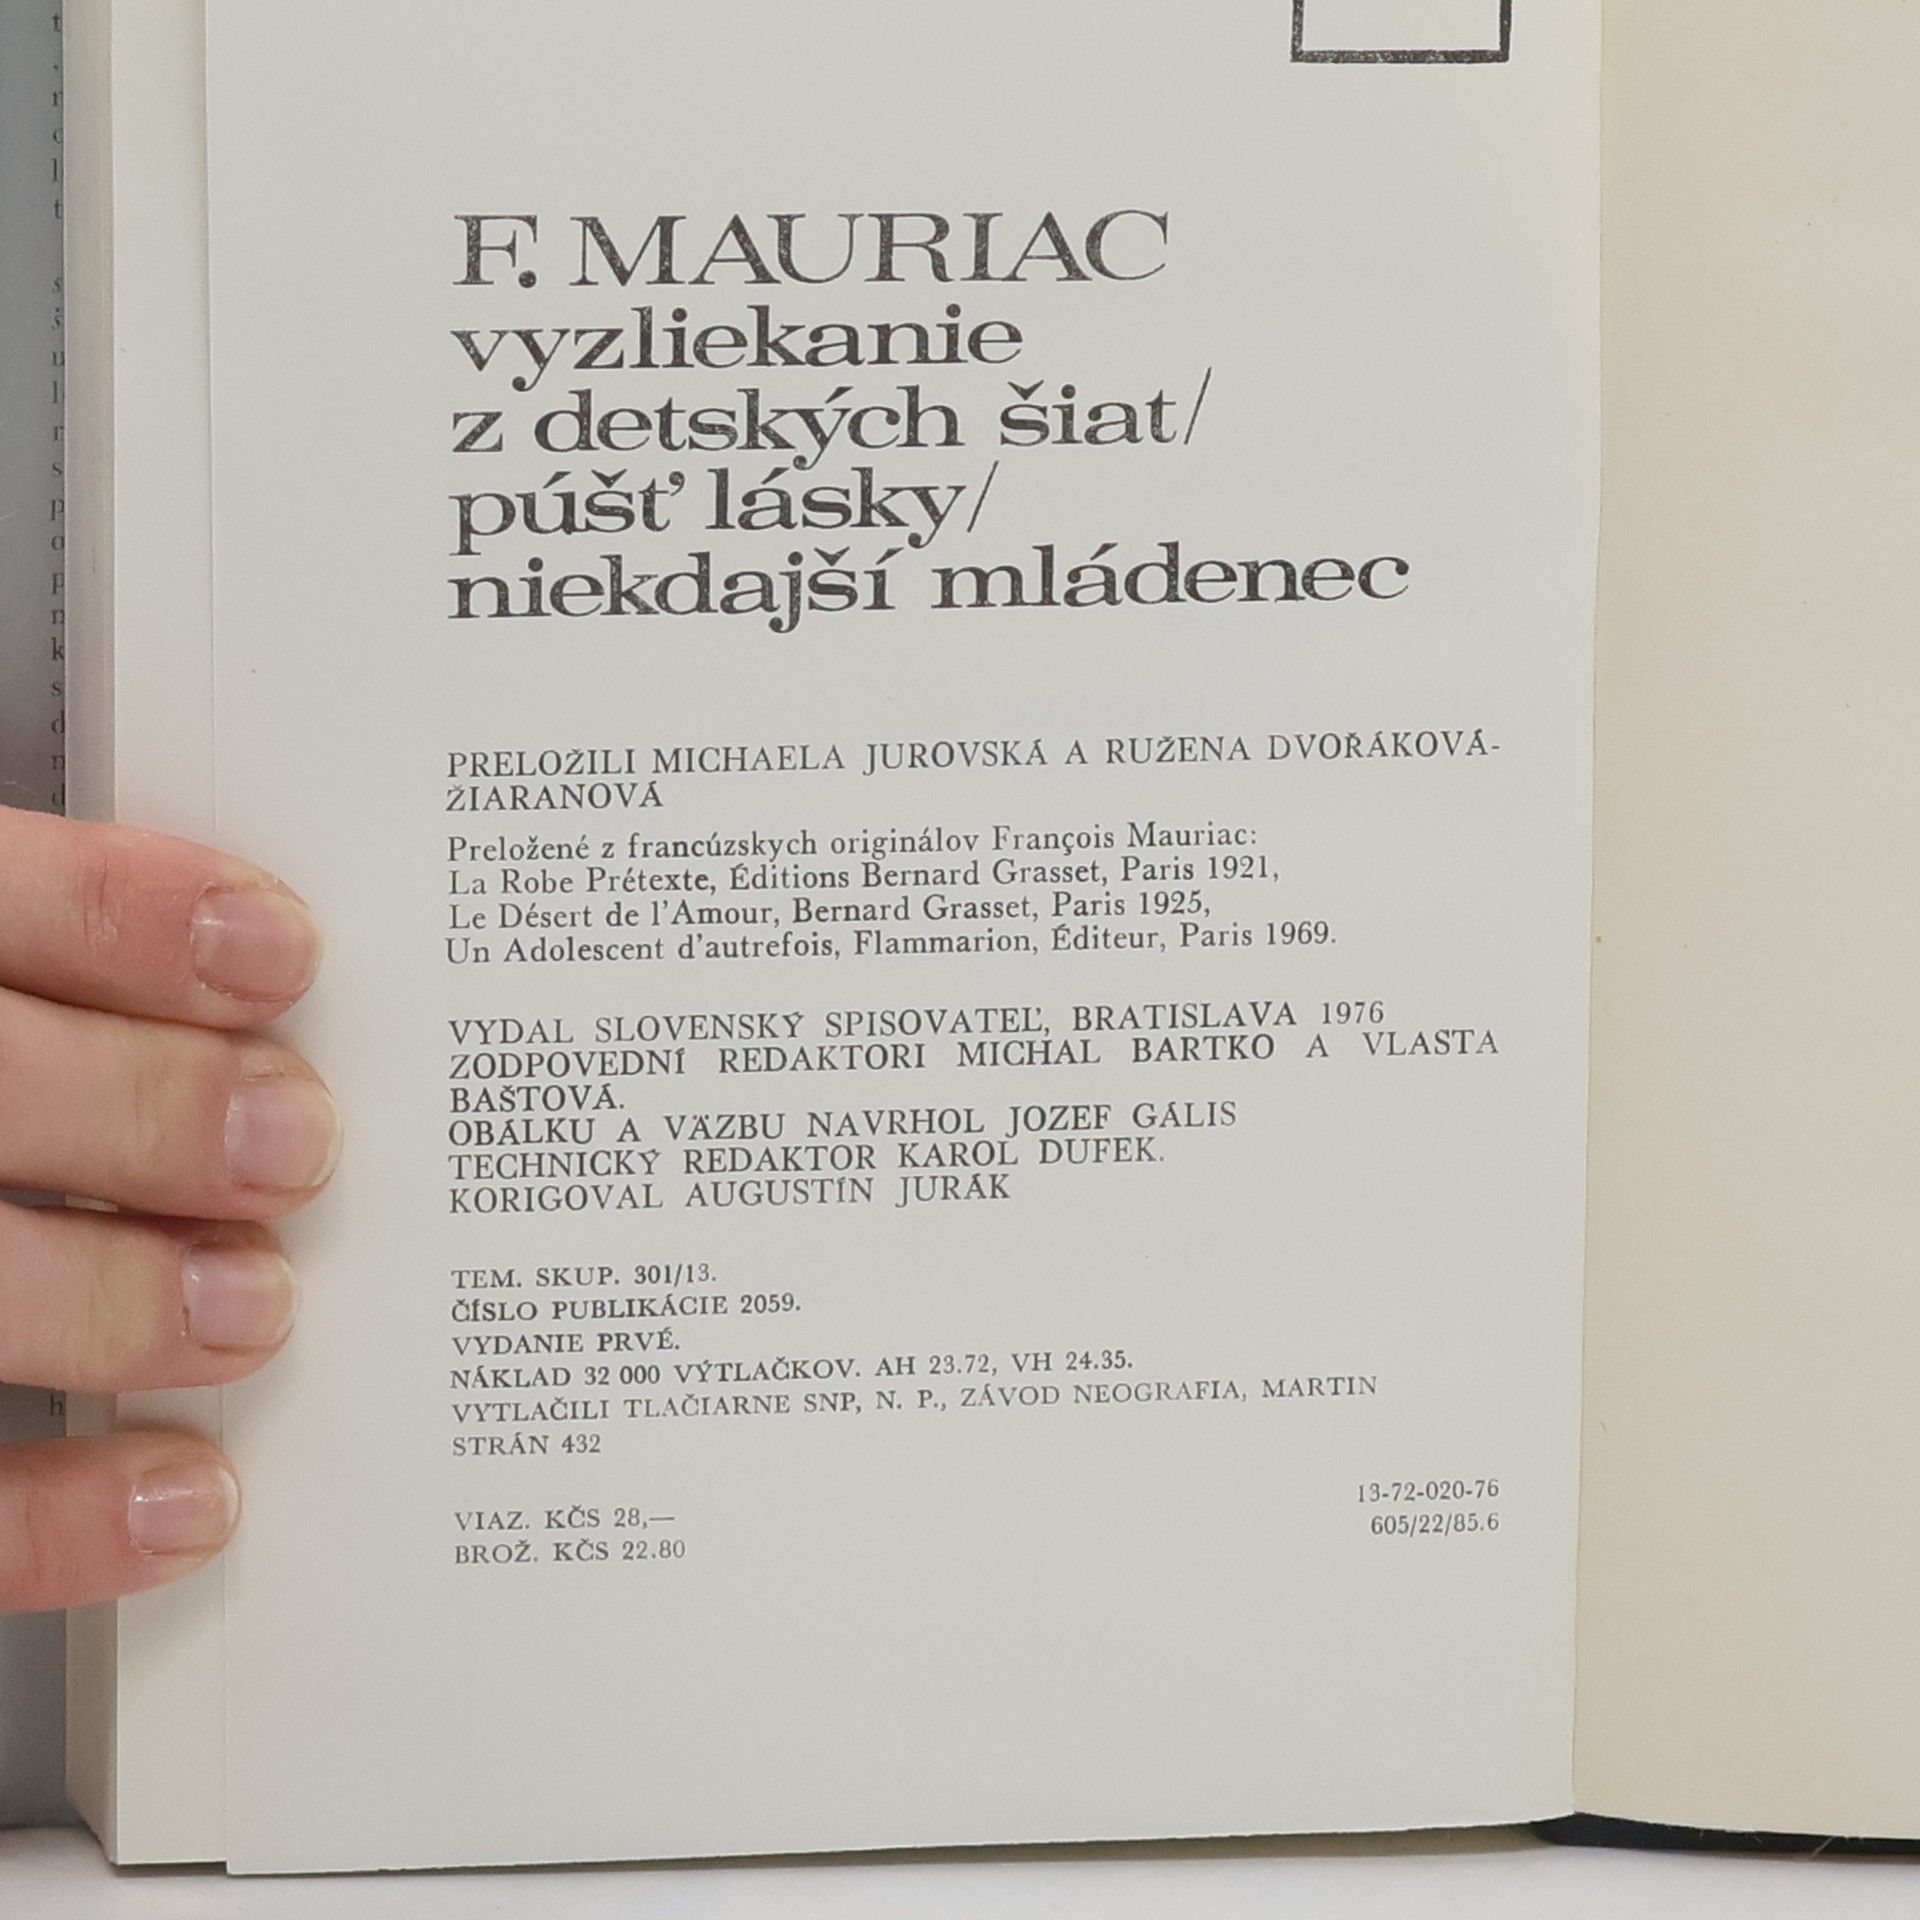 F. MAURIAC
vyzliekanie
z detských šiat/
púšť lásky/
niekdajší mládenec
PRELOŽILI MICHAELA JUROVSKÁ A RUŽENA DVOŘÁKOVÁ-
ŽIARANOVÁ
Preložené z francúzskych originálov François Mauriac:
La Robe Prétexte, Éditions Bernard Grasset, Paris 1921,
Le Désert de l'Amour, Bernard Grasset, Paris 1925,
Un Adolescent d'autrefois, Flammarion, Éditeur, Paris 1969.
VYDAL SLOVENSKÝ SPISOVATEĽ, BRATISLAVA 1976
ZODPOVEDNÍ REDAKTORI MICHAL BARTKO A VLASTA
BAŠTOVÁ.
OBÁLKU A VÄZBU NAVRHOL JOZEF GÁLIS
TECHNICKÝ REDAKTOR KAROL DUFEK.
KORIGOVAL AUGUSTÍN JURÁK
TEM. SKUP. 301/13.
ČÍSLO PUBLIKÁCIE 2059.
VYDANIE PRVÉ.
NÁKLAD 32 000 VÝTLAČKOV. AH 23.72, VH 24.35.
VYTLAČILI TLAČIARNE SNP, N. P., ZÁVOD NEOGRAFIA, MARTIN
STRÁN 432
13-72-020-76
605/22/85.6
VIAZ. KČS 28,—
BROŽ. KČS 22.80